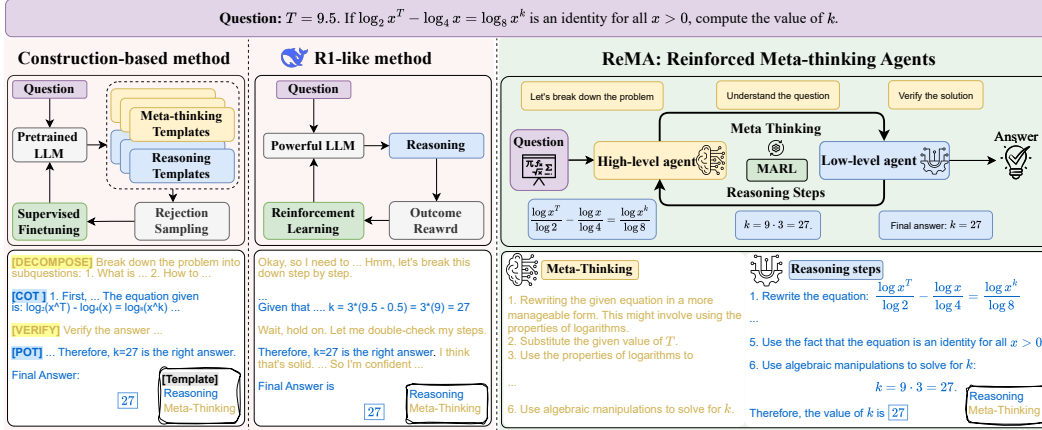 Question: T = 9.5. If log₂ x^T − log₄ x = log₈ x^k is an identity for all x > 0, compute the value of k.
Construction-based method
Question
Pretrained
LLM
Meta-thinking
Templates
Reasoning
Templates
Supervised
Finetuning
Rejection
Sampling
[DECOMPOSE] Break down the problem into
subquestions: 1. What is ... 2. How to ...
[COT ] 1. First, ... The equation given
is: log₂(x^T) - log₄(x) = log₈(x^k) ...
[VERIFY] Verify the answer ...
[POT] ... Therefore, k=27 is the right answer.
Final Answer:
27
[Template]
Reasoning
Meta-Thinking
R1-like method
Question
Powerful LLM
Reasoning
Reinforcement
Learning
Outcome
Reawrd
Okay, so I need to ... Hmm, let's break this
down step by step.
...
Given that .... k = 3*(9.5 - 0.5) = 3*(9) = 27
Wait, hold on. Let me double-check my steps.
Therefore, k=27 is the right answer. I think
that's solid. ... So I'm confident ...
Final Answer is
27
Reasoning
Meta-Thinking
ReMA: Reinforced Meta-thinking Agents
Let's break down the problem
Understand the question
Verify the solution
Question
π f(x) √x Σ
High-level agent
Meta Thinking
MARL
Reasoning Steps
Low-level agent
Answer
log x^T / log 2 − log x / log 4 = log x^k / log 8
k = 9 · 3 = 27.
Final answer: k = 27
Meta-Thinking
1. Rewriting the given equation in a more
manageable form. This might involve using the
properties of logarithms.
2. Substitute the given value of T.
3. Use the properties of logarithms to
...
6. Use algebraic manipulations to solve for k.
Reasoning steps
1. Rewrite the equation: log x^T / log 2 − log x / log 4 = log x^k / log 8
...
5. Use the fact that the equation is an identity for all x > 0
6. Use algebraic manipulations to solve for k:
k = 9 · 3 = 27.
Therefore, the value of k is 27
Reasoning
Meta-Thinking